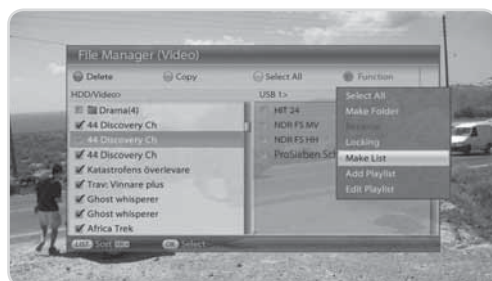 File Manager (Video)
Delete
Copy
Select All
Function
HDD/Video>
USB 1>
Drama(4)
44 Discovery Ch
44 Discovery Ch
44 Discovery Ch
Katastrofens överlevare
Trav: Vinnare plus
Ghost whisperer
Ghost whisperer
Africa Trek
HIT 24
NDR FS MV
NDR FS HH
ProSieben Sch
Select All
Make Folder
Rename
Locking
Make List
Add Playlist
Edit Playlist
LIST Sort
OK Select